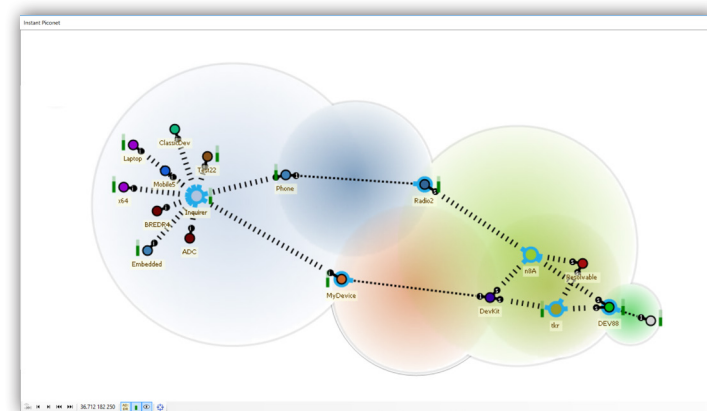 Instant Piconet
ClassicDev
Laptop
Test22
Mobile5
r64
Inquirer
Phone
Radio2
BREDR4
ADC
Embedded
MyDevice
nRA
Resolvable
DevKit
tkr
DEV88
36.712 182 250